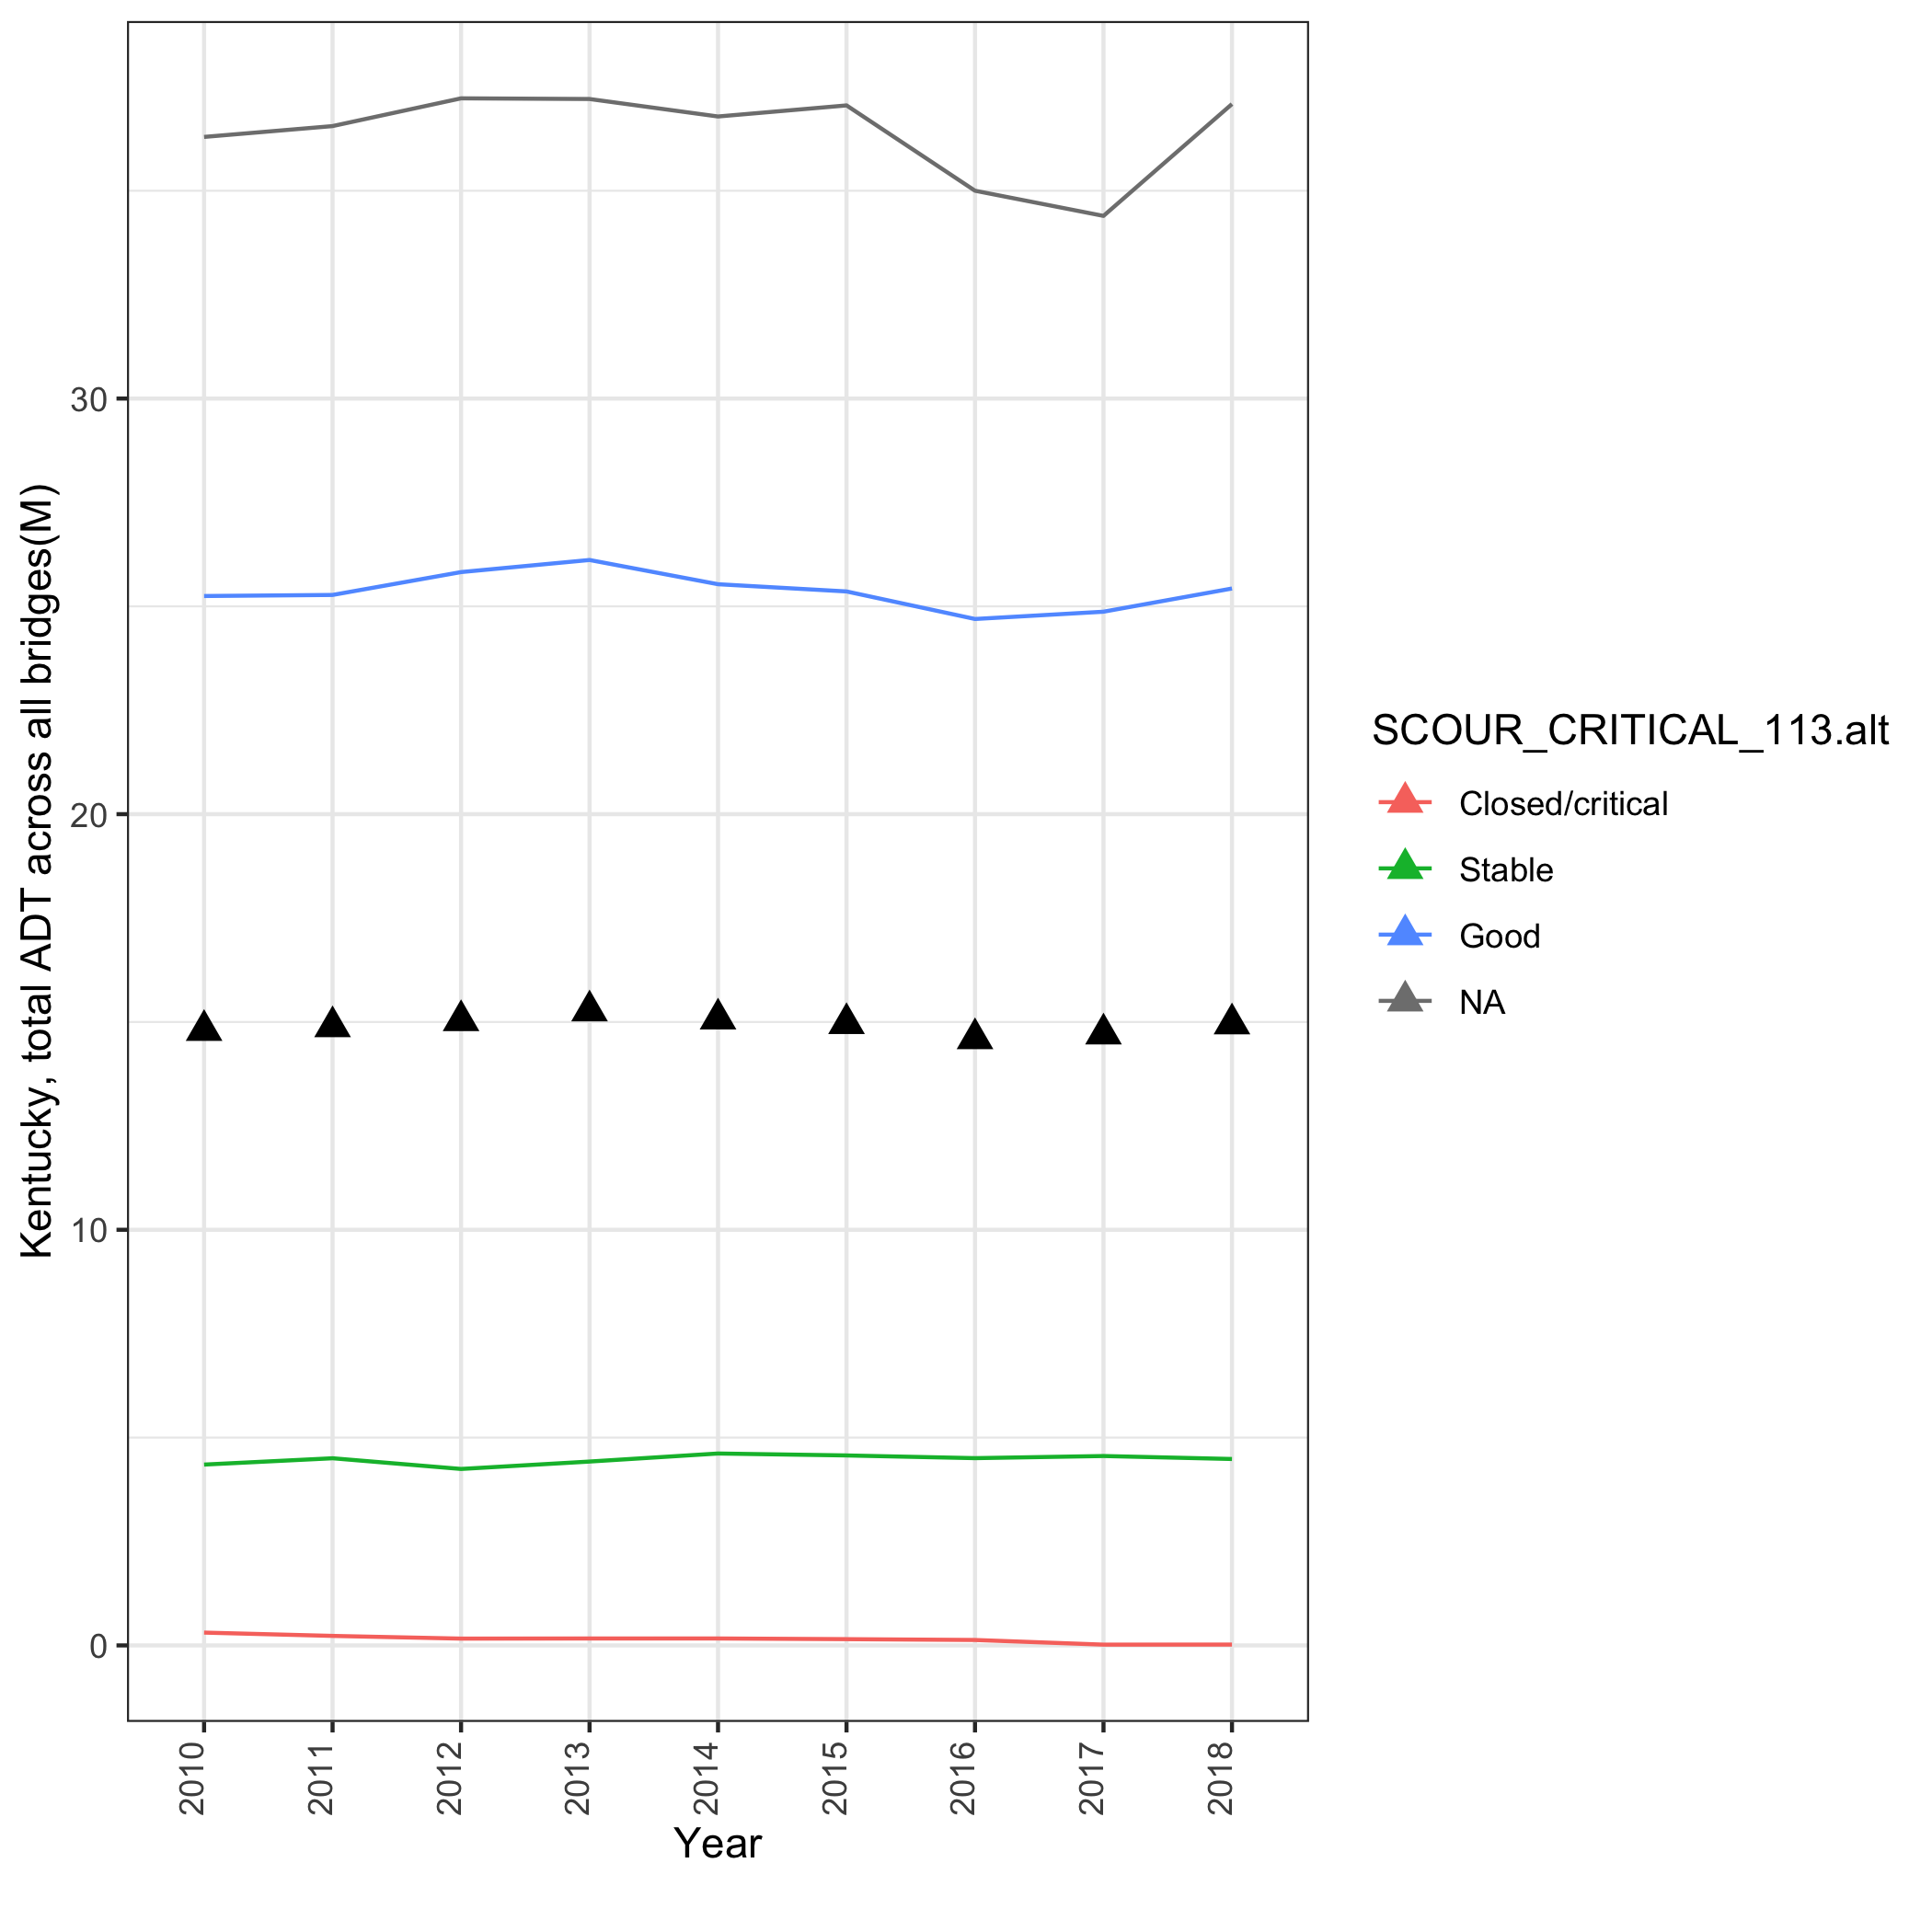 Kentucky, total ADT across all bridges(M)
30
20
10
0
2010
2011
2012
2013
2014
2015
2016
2017
2018
Year
SCOUR_CRITICAL_113.alt
Closed/critical
Stable
Good
NA